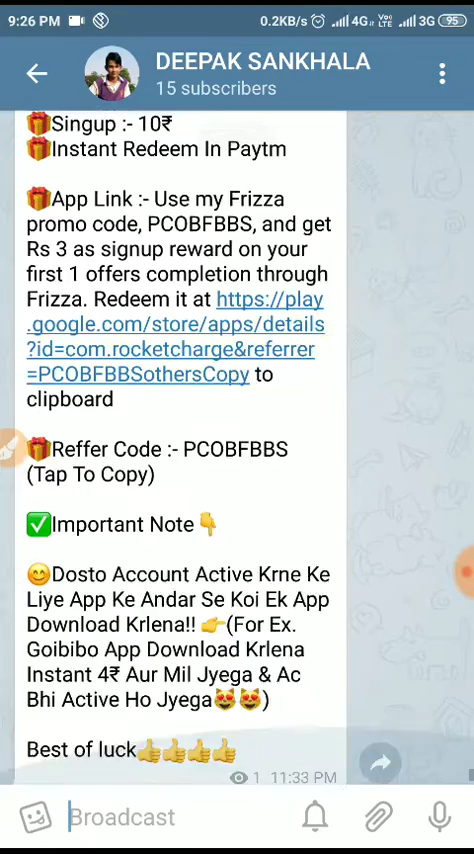 9:26 PM 0.2KB/s 4G Vo) LTE 3G 95
DEEPAK SANKHALA
15 subscribers
🎁Singup :- 10₹
🎁Instant Redeem In Paytm
🎁App Link :- Use my Frizza
promo code, PCOBFBBS, and get
Rs 3 as signup reward on your
first 1 offers completion through
Frizza. Redeem it at https://play
.google.com/store/apps/details
?id=com.rocketcharge&referrer
=PCOBFBBSothersCopy to
clipboard
🎁Reffer Code :- PCOBFBBS
(Tap To Copy)
✅Important Note👇
😊Dosto Account Active Krne Ke
Liye App Ke Andar Se Koi Ek App
Download Krlena!! 👉(For Ex.
Goibibo App Download Krlena
Instant 4₹ Aur Mil Jyega & Ac
Bhi Active Ho Jyega😻😻)
Best of luck👍👍👍👍
1 11:33 PM
Broadcast